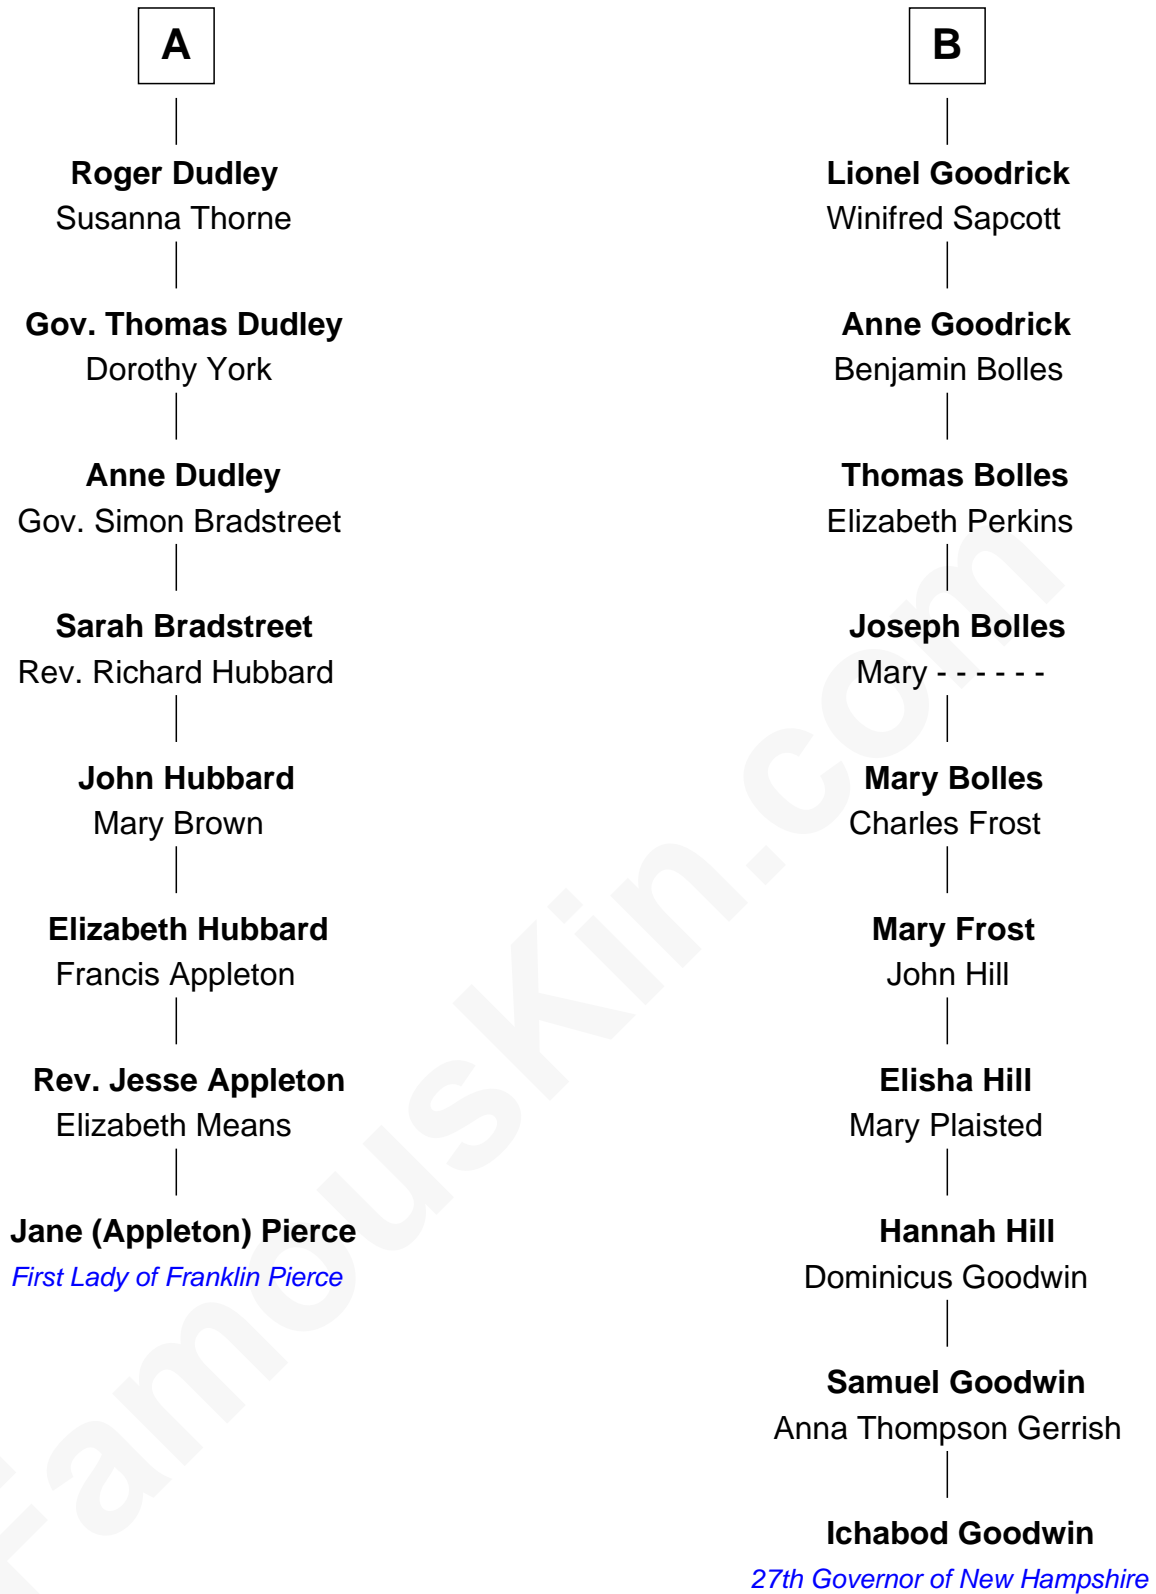 A
Roger Dudley
Susanna Thorne
Gov. Thomas Dudley
Dorothy York
Anne Dudley
Gov. Simon Bradstreet
Sarah Bradstreet
Rev. Richard Hubbard
John Hubbard
Mary Brown
Elizabeth Hubbard
Francis Appleton
Rev. Jesse Appleton
Elizabeth Means
Jane (Appleton) Pierce
First Lady of Franklin Pierce
B
Lionel Goodrick
Winifred Sapcott
Anne Goodrick
Benjamin Bolles
Thomas Bolles
Elizabeth Perkins
Joseph Bolles
Mary - - - - - -
Mary Bolles
Charles Frost
Mary Frost
John Hill
Elisha Hill
Mary Plaisted
Hannah Hill
Dominicus Goodwin
Samuel Goodwin
Anna Thompson Gerrish
Ichabod Goodwin
27th Governor of New Hampshire
FamousKin.com